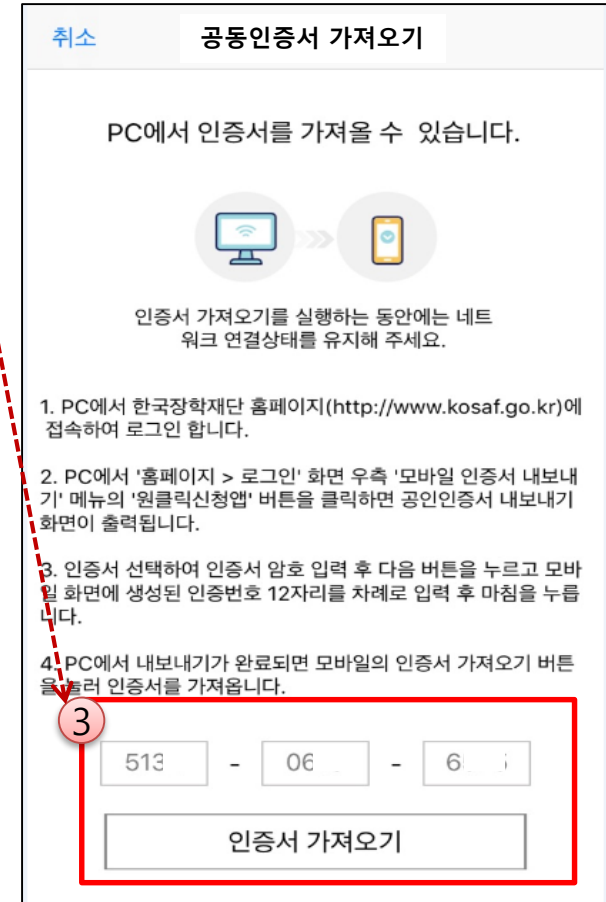 취소
공동인증서 가져오기
PC에서 인증서를 가져올 수 있습니다.
인증서 가져오기를 실행하는 동안에는 네트
워크 연결상태를 유지해 주세요.
1. PC에서 한국장학재단 홈페이지(http://www.kosaf.go.kr)에
접속하여 로그인 합니다.
2. PC에서 '홈페이지 > 로그인' 화면 우측 '모바일 인증서 내보내
기' 메뉴의 '원클릭신청앱' 버튼을 클릭하면 공인인증서 내보내기
화면이 출력됩니다.
3. 인증서 선택하여 인증서 암호 입력 후 다음 버튼을 누르고 모바
일 화면에 생성된 인증번호 12자리를 차례로 입력 후 마침을 누릅
니다.
4. PC에서 내보내기가 완료되면 모바일의 인증서 가져오기 버튼
을 눌러 인증서를 가져옵니다.
3
513 - 06 - 6
인증서 가져오기